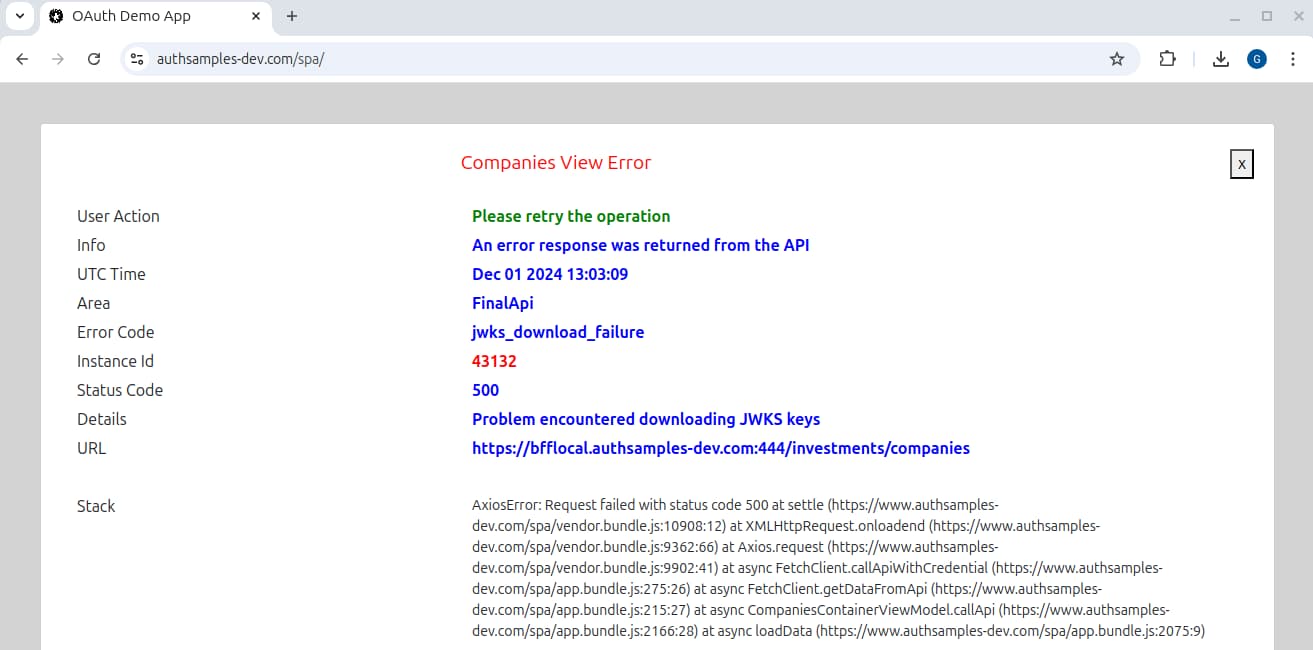 OAuth Demo App
authsamples-dev.com/spa/
G
Companies View Error
X
User Action Please retry the operation
Info An error response was returned from the API
UTC Time Dec 01 2024 13:03:09
Area FinalApi
Error Code jwks_download_failure
Instance Id 43132
Status Code 500
Details Problem encountered downloading JWKS keys
URL https://bfflocal.authsamples-dev.com:444/investments/companies
Stack AxiosError: Request failed with status code 500 at settle (https://www.authsamples-
dev.com/spa/vendor.bundle.js:10908:12) at XMLHttpRequest.onloadend (https://www.authsamples-
dev.com/spa/vendor.bundle.js:9362:66) at Axios.request (https://www.authsamples-
dev.com/spa/vendor.bundle.js:9902:41) at async FetchClient.callApiWithCredential (https://www.authsamples-
dev.com/spa/app.bundle.js:275:26) at async FetchClient.getDataFromApi (https://www.authsamples-
dev.com/spa/app.bundle.js:215:27) at async CompaniesContainerViewModel.callApi (https://www.authsamples-
dev.com/spa/app.bundle.js:2166:28) at async loadData (https://www.authsamples-dev.com/spa/app.bundle.js:2075:9)